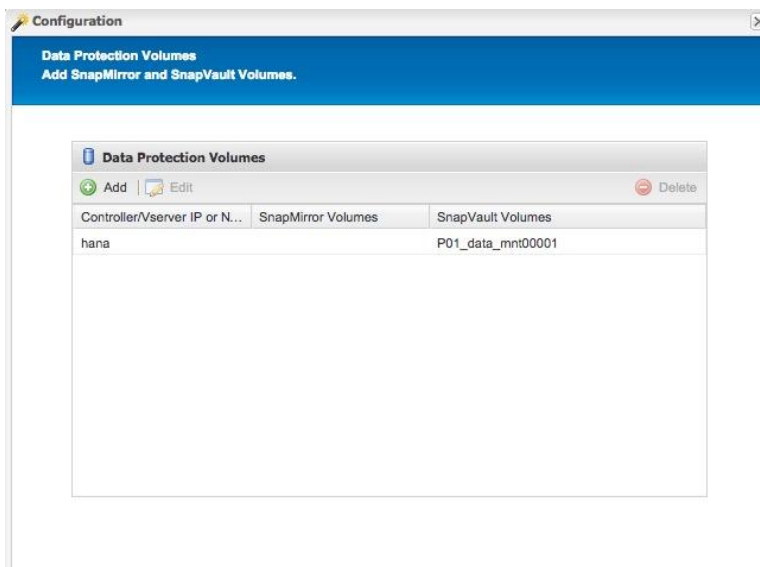 Configuration
Data Protection Volumes
Add SnapMirror and SnapVault Volumes.
Data Protection Volumes
Add Edit Delete
Controller/Vserver IP or N... SnapMirror Volumes SnapVault Volumes
hana P01_data_mnt00001